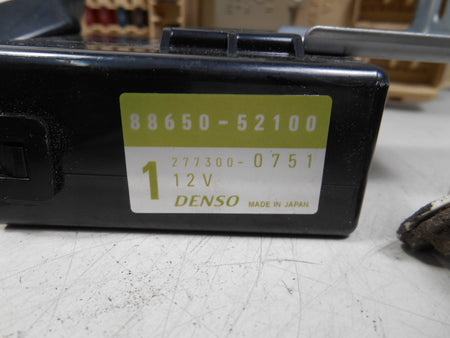 88650-52100
277300-0751
1 12V
DENSO MADE IN JAPAN